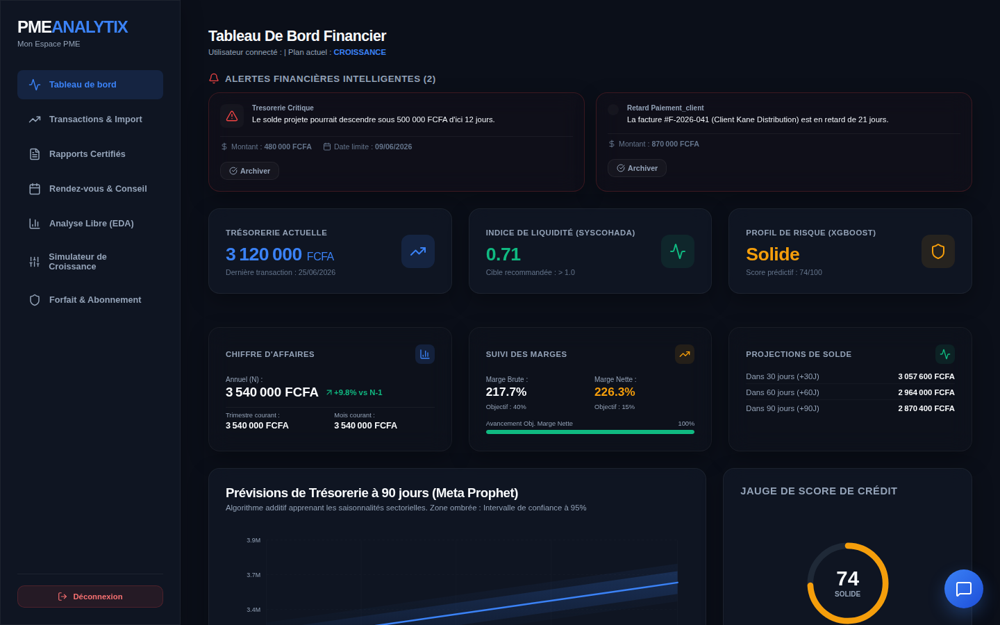 PMEANALYTIX
Mon Espace PME
Tableau de bord
Transactions & Import
Rapports Certifiés
Rendez-vous & Conseil
Analyse Libre (EDA)
Simulateur de
Croissance
Forfait & Abonnement
Déconnexion
Tableau De Bord Financier
Utilisateur connecté : | Plan actuel : CROISSANCE
ALERTES FINANCIÈRES INTELLIGENTES (2)
Tresorerie Critique
Le solde projete pourrait descendre sous 500 000 FCFA d'ici 12 jours.
Montant : 480 000 FCFA Date limite : 09/06/2026
Archiver
Retard Paiement_client
La facture #F-2026-041 (Client Kane Distribution) est en retard de 21 jours.
Montant : 870 000 FCFA
Archiver
TRÉSORERIE ACTUELLE
3 120 000 FCFA
Dernière transaction : 25/06/2026
INDICE DE LIQUIDITÉ (SYSCOHADA)
0.71
Cible recommandée : > 1.0
PROFIL DE RISQUE (XGBOOST)
Solide
Score prédictif : 74/100
CHIFFRE D'AFFAIRES
Annuel (N) :
3 540 000 FCFA +9.8% vs N-1
Trimestre courant : Mois courant :
3 540 000 FCFA 3 540 000 FCFA
SUIVI DES MARGES
Marge Brute : Marge Nette :
217.7% 226.3%
Objectif : 40% Objectif : 15%
Avancement Obj. Marge Nette 100%
PROJECTIONS DE SOLDE
Dans 30 jours (+30J) 3 057 600 FCFA
Dans 60 jours (+60J) 2 964 000 FCFA
Dans 90 jours (+90J) 2 870 400 FCFA
Prévisions de Trésorerie à 90 jours (Meta Prophet)
Algorithme additif apprenant les saisonnalités sectorielles. Zone ombrée : Intervalle de confiance à 95%
3.9M
3.7M
3.4M
JAUGE DE SCORE DE CRÉDIT
74
SOLIDE